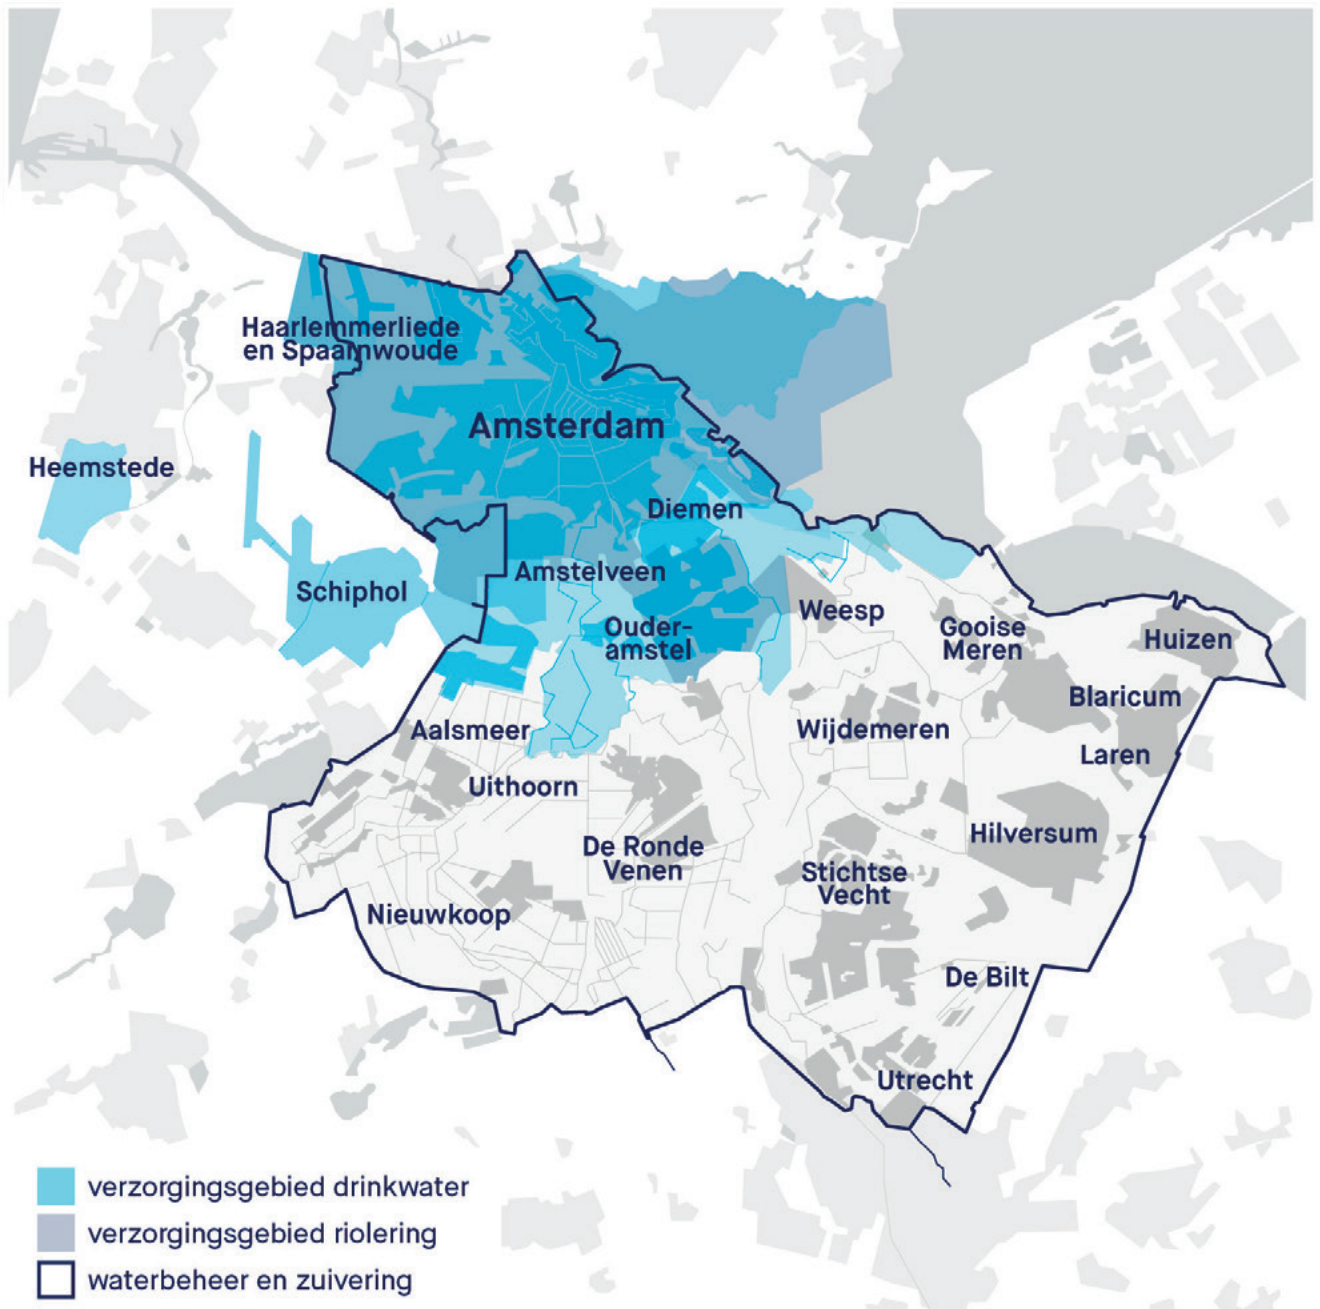 Haarlemmerliede
en Spaarnwoude
Amsterdam
Heemstede
Diemen
Schiphol
Amstelveen
Weesp
Ouder-
amstel
Gooise
Meren
Huizen
Blaricum
Aalsmeer
Wijdemeren
Laren
Uithoorn
Hilversum
De Ronde
Venen
Stichtse
Vecht
Nieuwkoop
De Bilt
Utrecht
verzorgingsgebied drinkwater
verzorgingsgebied riolering
waterbeheer en zuivering